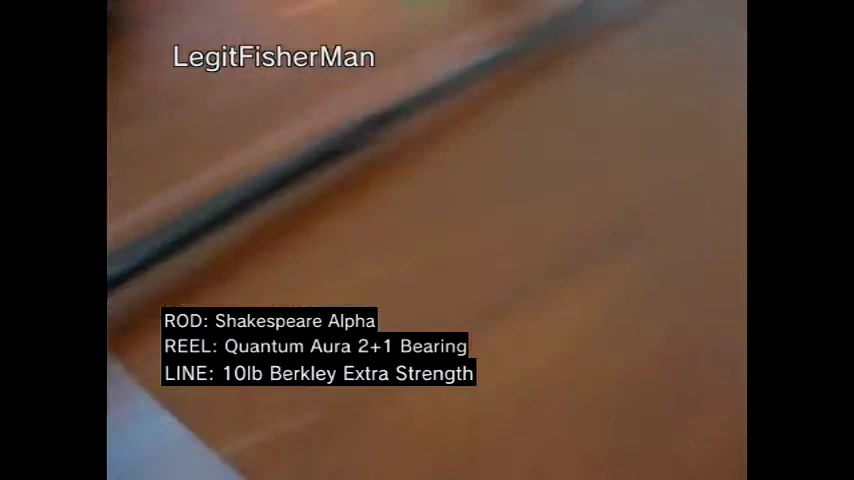 LegitFisherMan
ROD: Shakespeare Alpha
REEL: Quantum Aura 2+1 Bearing
LINE: 10lb Berkley Extra Strength